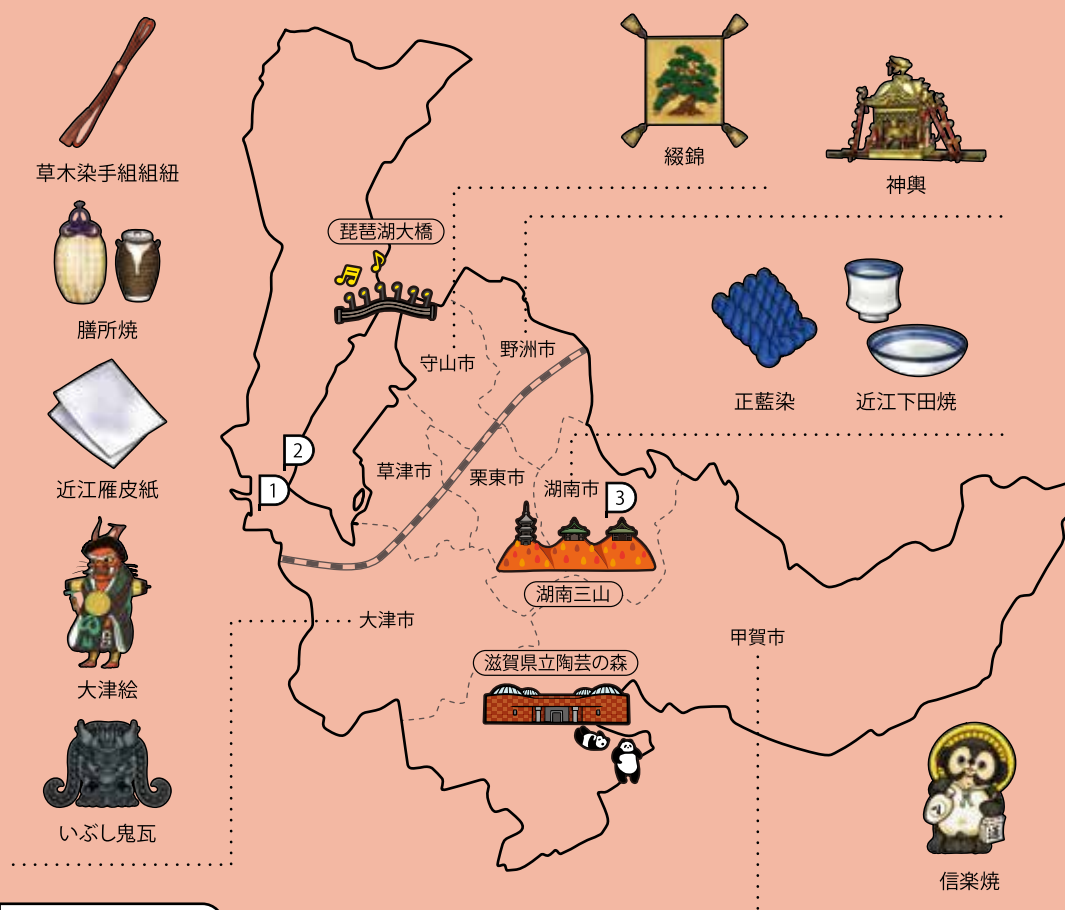 草木染手組組紐
膳所焼
近江雁皮紙
大津絵
いぶし鬼瓦
綴錦
神輿
正藍染
近江下田焼
信楽焼
琵琶湖大橋
守山市
野洲市
草津市
栗東市
湖南市
2
1
3
湖南三山
大津市
甲賀市
滋賀県立陶芸の森